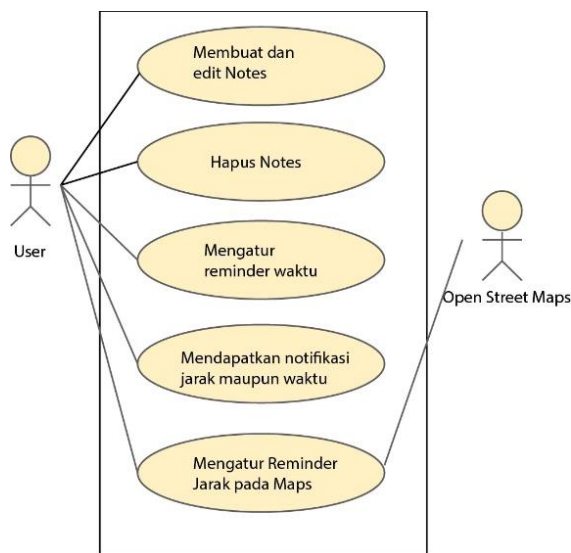 Membuat dan
edit Notes
Hapus Notes
User
Mengatur
reminder waktu
Open Street Maps
Mendapatkan notifikasi
jarak maupun waktu
Mengatur Reminder
Jarak pada Maps